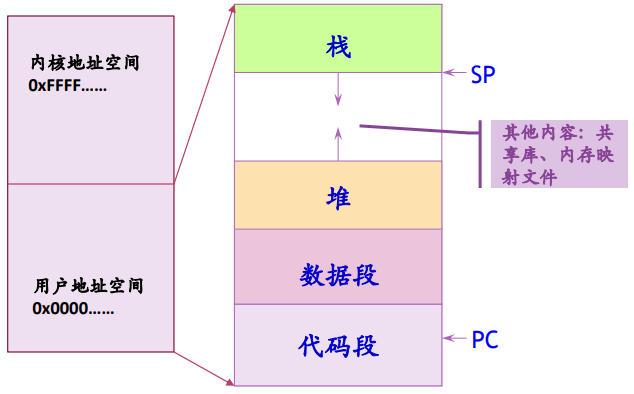 内核地址空间
0xFFFF……
用户地址空间
0x0000……
栈
SP
其他内容：共
享库、内存映
射文件
堆
数据段
代码段
PC